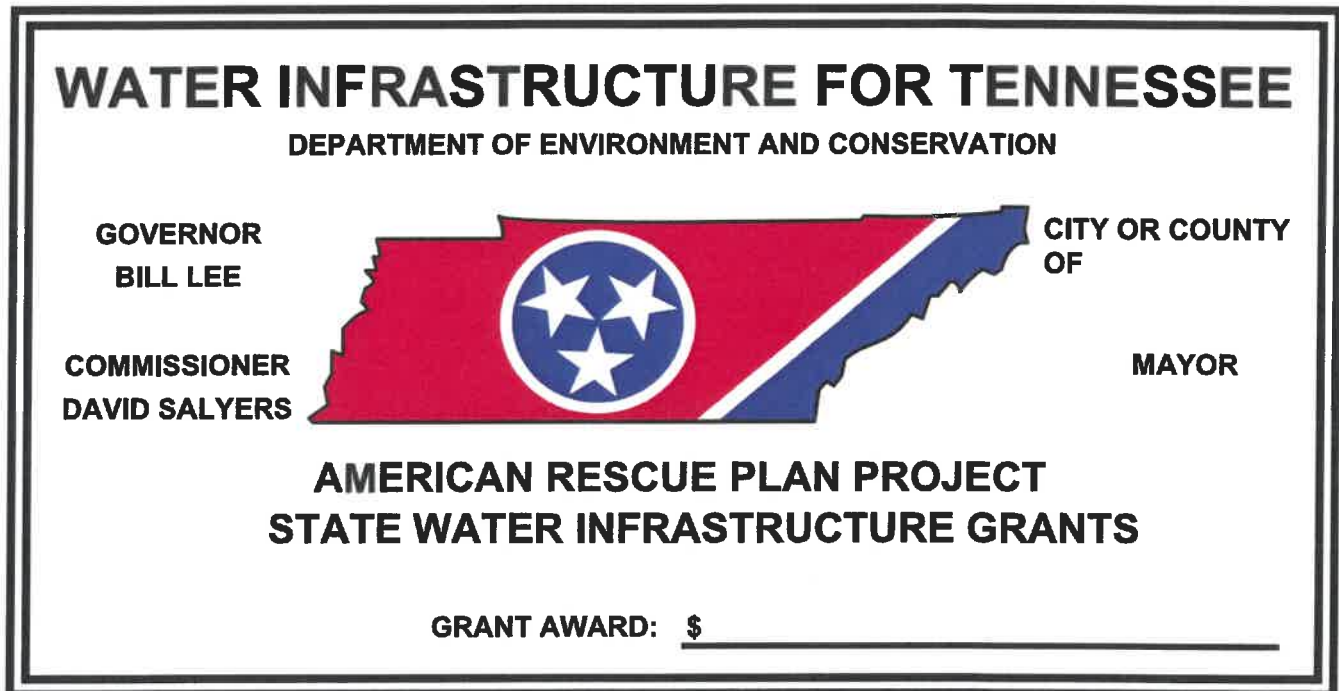 WATER INFRASTRUCTURE FOR TENNESSEE
DEPARTMENT OF ENVIRONMENT AND CONSERVATION
GOVERNOR
BILL LEE
COMMISSIONER
DAVID SALYERS
CITY OR COUNTY
OF
MAYOR
AMERICAN RESCUE PLAN PROJECT
STATE WATER INFRASTRUCTURE GRANTS
GRANT AWARD: $